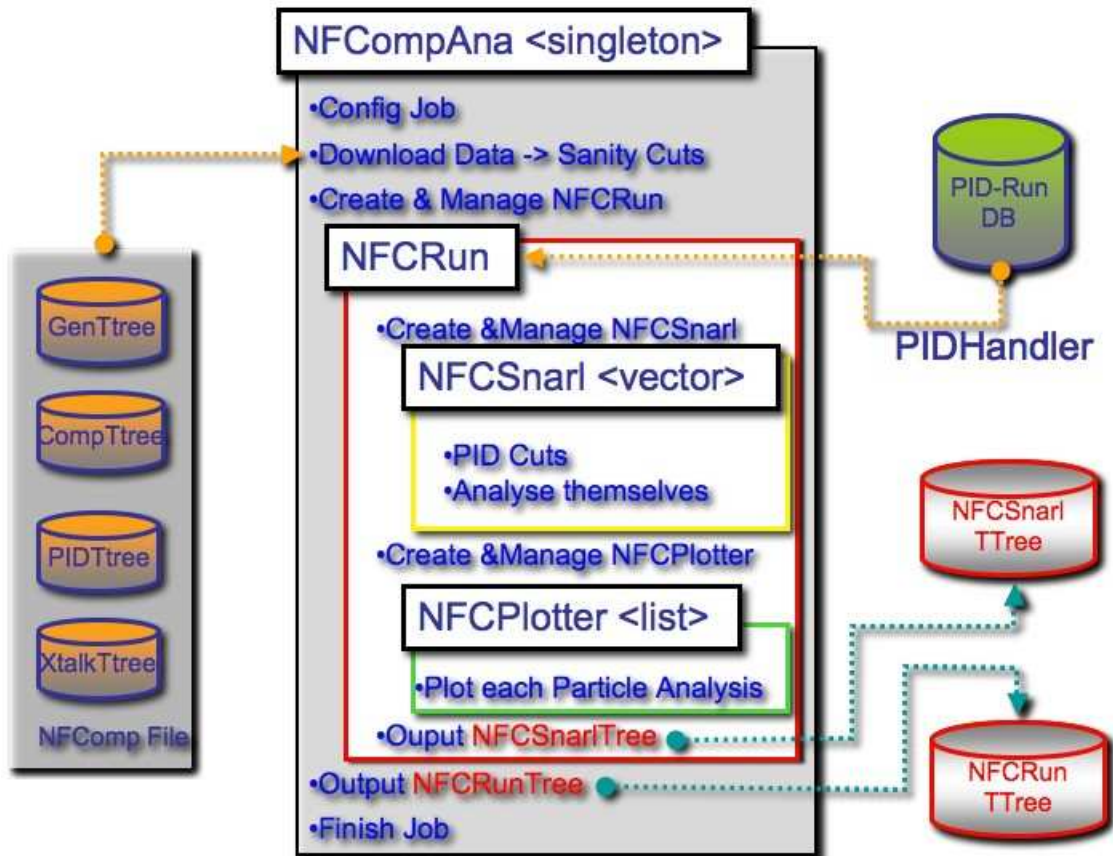 NFCompAna <singleton>
•Config Job
•Download Data -> Sanity Cuts
•Create & Manage NFCRun
NFCRun
•Create &Manage NFCSnarl
NFCSnarl <vector>
•PID Cuts
•Analyse themselves
•Create &Manage NFCPlotter
NFCPlotter <list>
•Plot each Particle Analysis
•Ouput NFCSnarlTree
•Output NFCRunTree
•Finish Job
GenTtree
CompTtree
PIDTtree
XtalkTtree
NFComp File
PID-Run
DB
PIDHandler
NFCSnarl
TTree
NFCRun
TTree